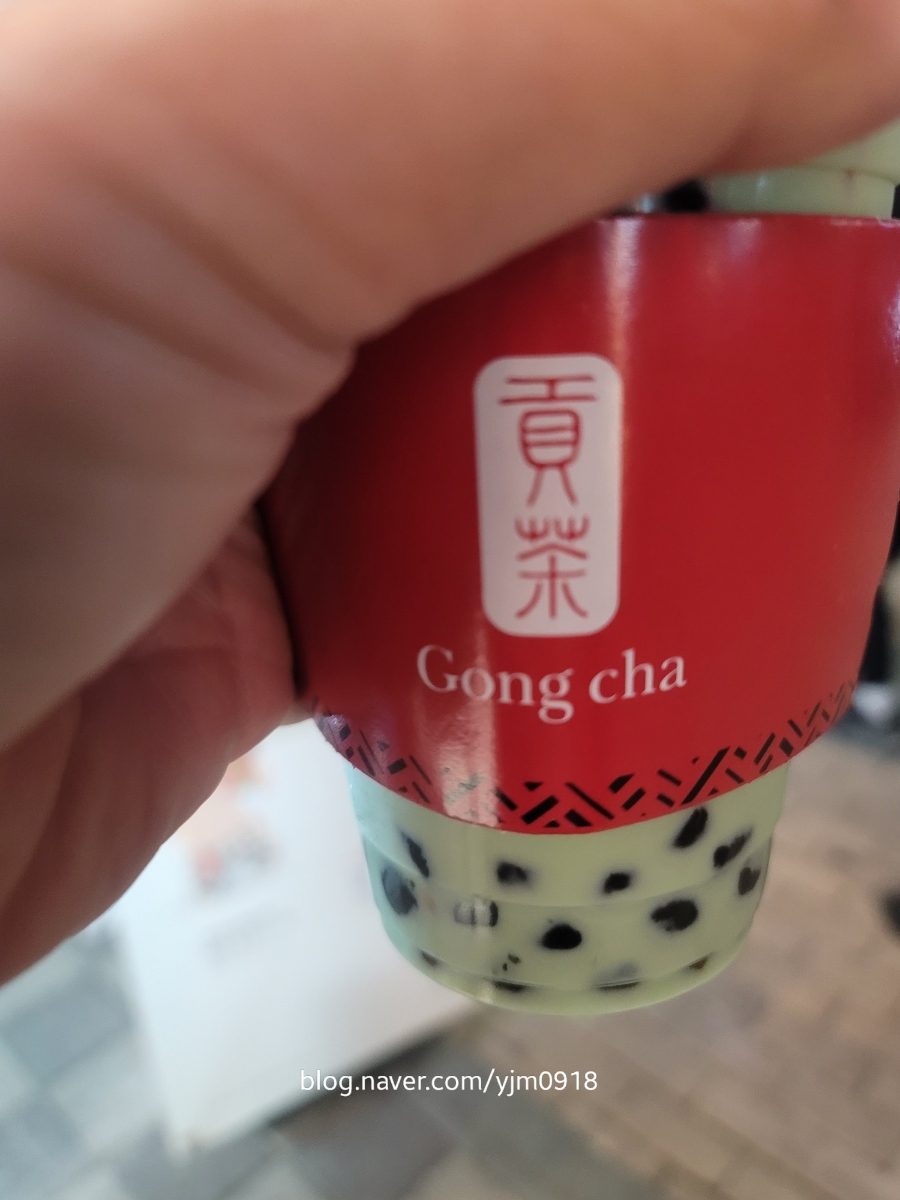 貢
茶
Gong cha
blog.naver.com/yjm0918